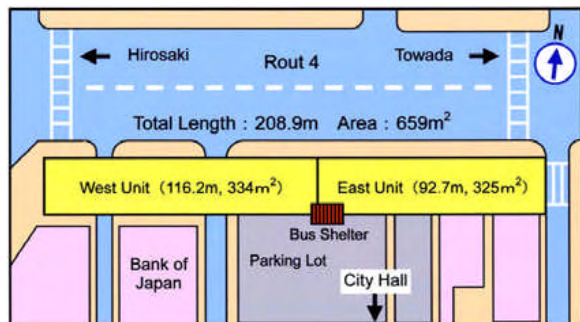 N
Hirosaki
Towada
Rout 4
Total Length : 208.9m Area : 659m²
West Unit (116.2m, 334m²)
East Unit (92.7m, 325m²)
Bus Shelter
Bank of
Japan
Parking Lot
City Hall